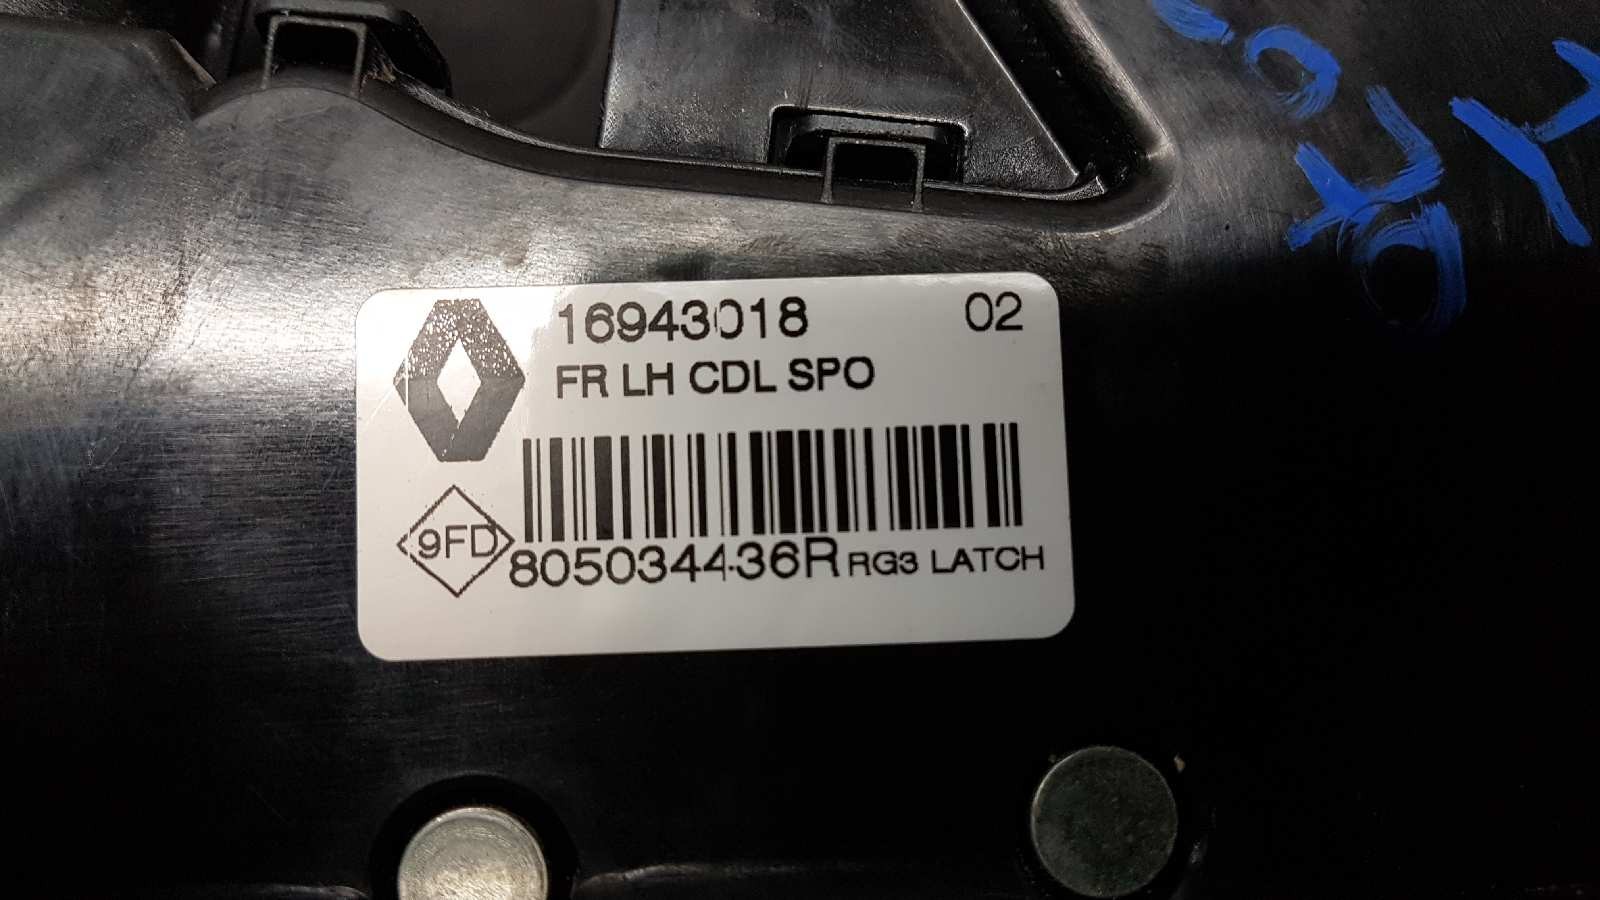 16943018 02
FR LH CDL SPO
9FD
805034436R RG3 LATCH